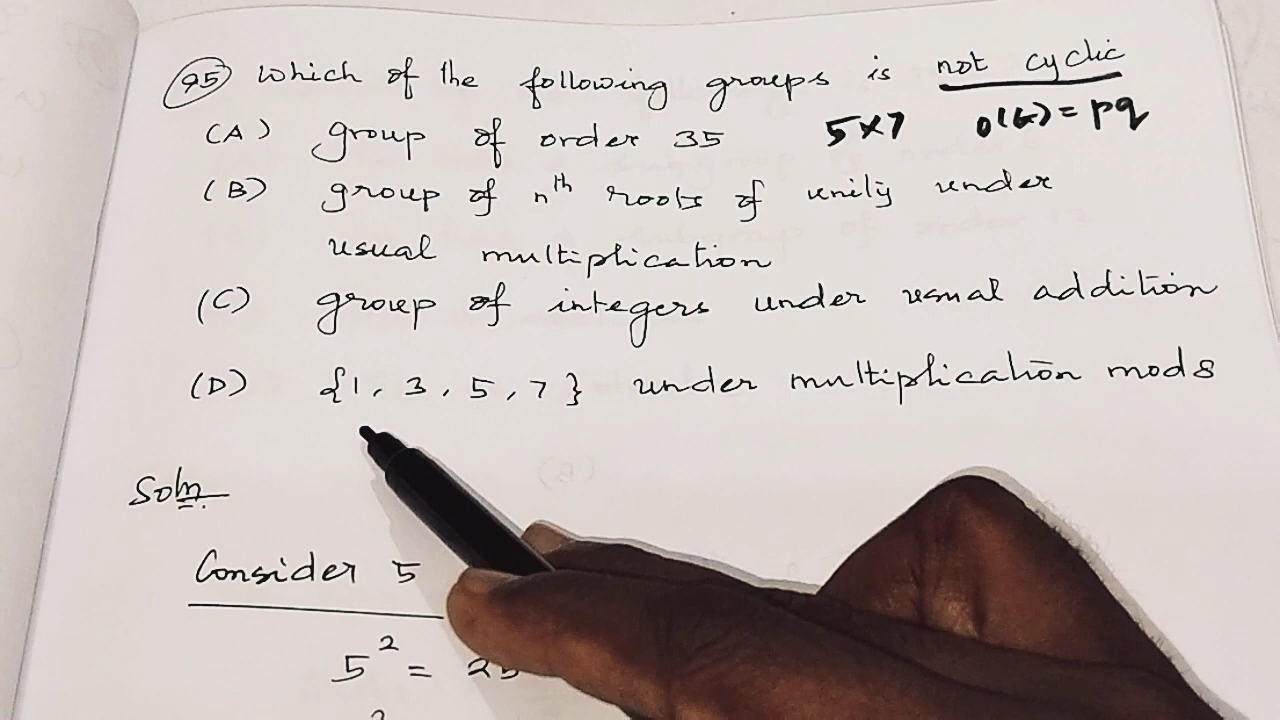 95 Which of the following groups is not cyclic
(A) group of order 35 5x7 o(G) = pq
(B) group of nth roots of unity under
usual multiplication
(C) group of integers under usual addition
(D) {1, 3, 5, 7} under multiplication mod 8
Soln.
Consider 5
5² = 25